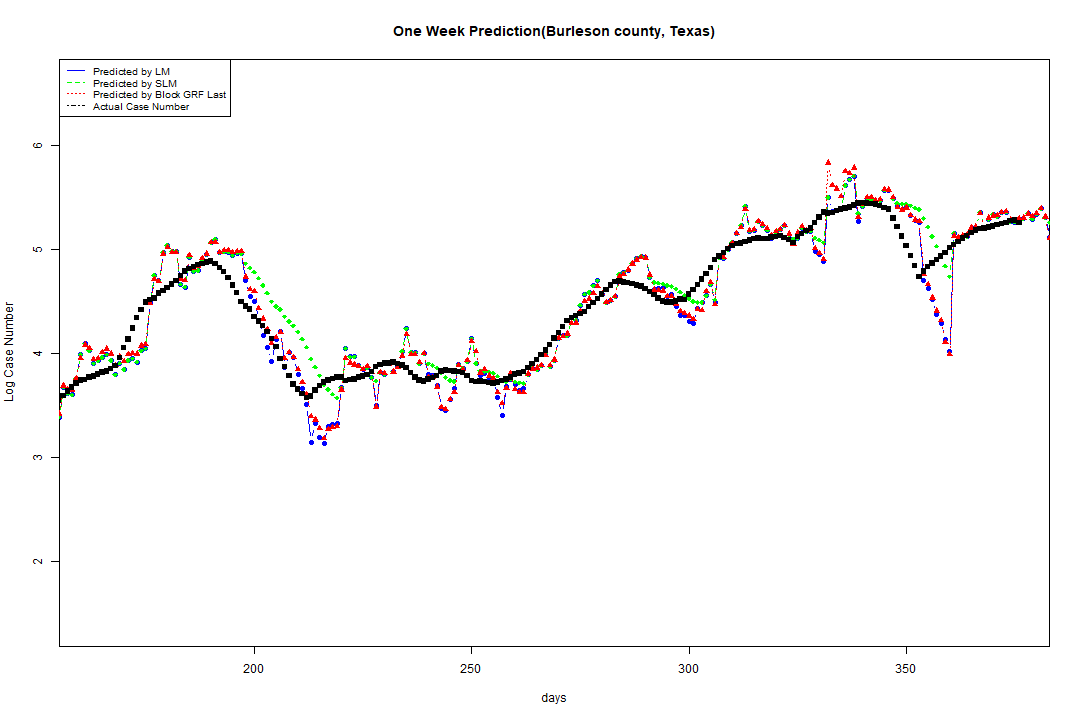 One Week Prediction(Burleson county, Texas)
Predicted by LM
Predicted by SLM
Predicted by Block GRF Last
Actual Case Number
Log Case Number
6
5
4
3
2
200 250 300 350
days